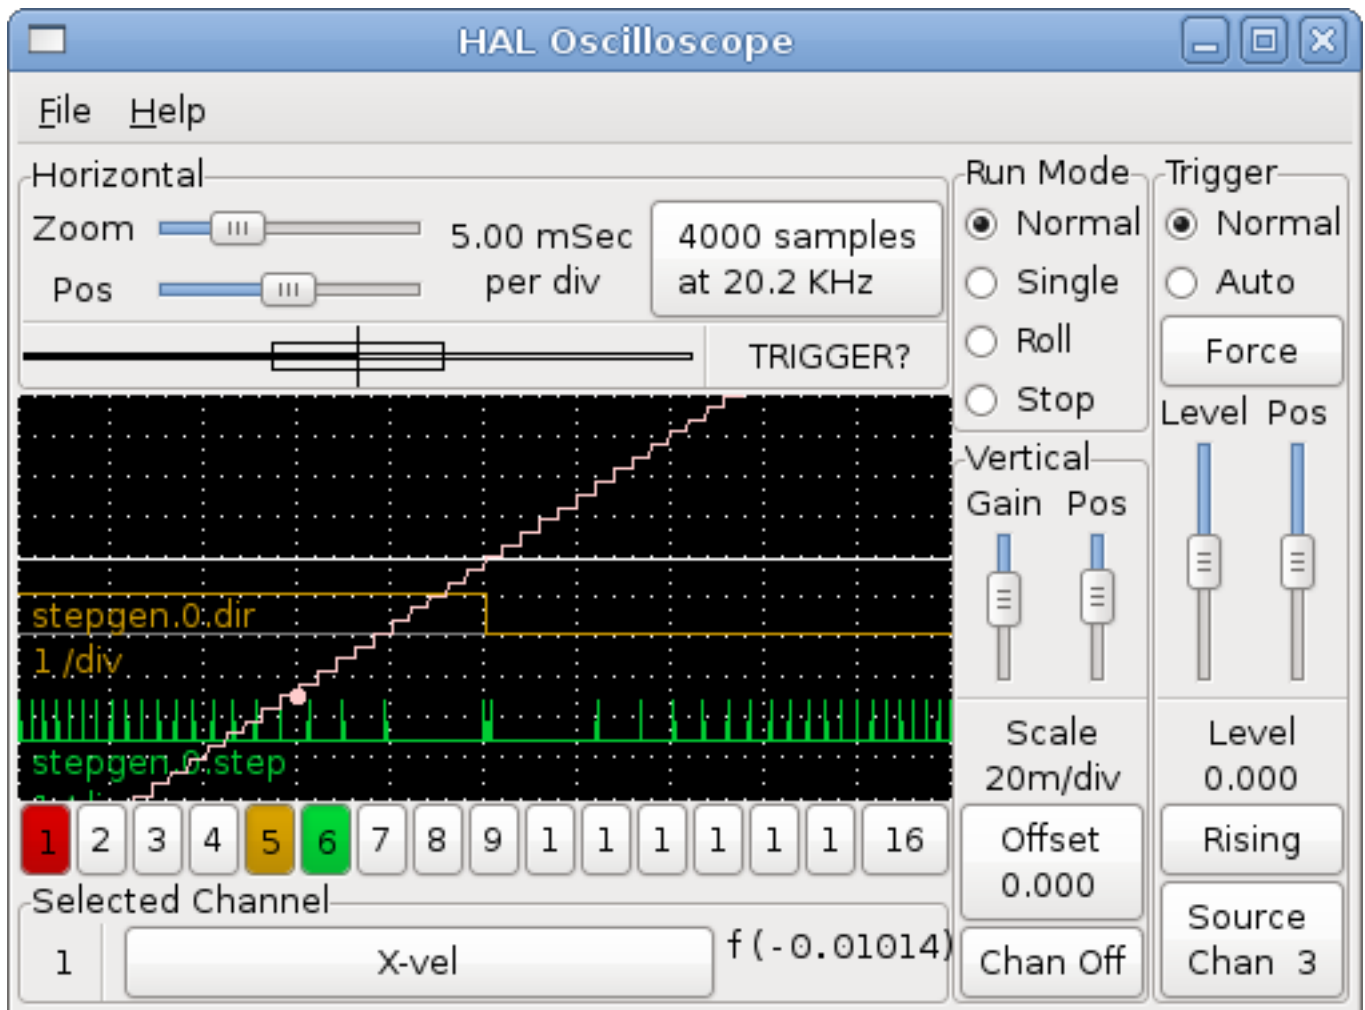 HAL Oscilloscope
File Help
Horizontal
Zoom
Pos
5.00 mSec
per div
4000 samples
at 20.2 KHz
TRIGGER?
Run Mode
Normal
Single
Roll
Stop
Trigger
Normal
Auto
Force
Level Pos
Vertical
Gain Pos
stepgen.0.dir
1 /div
stepgen.0.step
Scale
20m/div
Offset
0.000
Chan Off
Level
0.000
Rising
Source
Chan 3
1 2 3 4 5 6 7 8 9 1 1 1 1 1 1 16
Selected Channel
1 X-vel f(-0.01014)